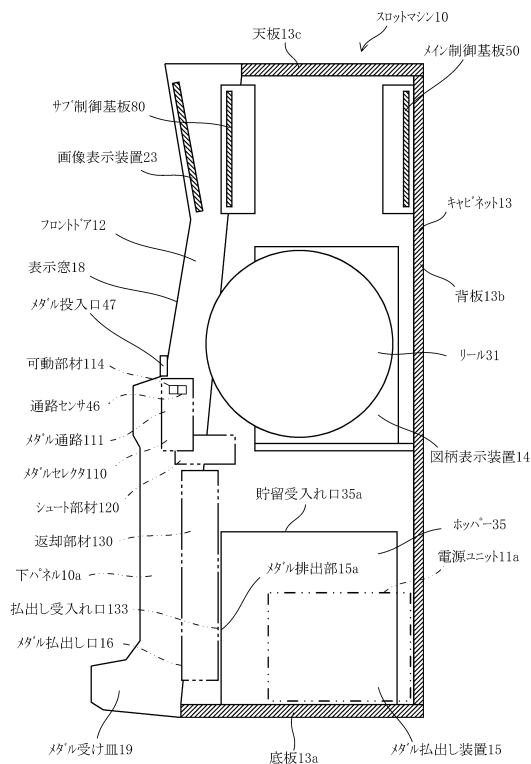 スロットマシン10
天板13c
メイン制御基板50
サブ制御基板80
画像表示装置23
キャビネット13
フロントドア12
表示窓18
背板13b
メダル投入口47
リール31
可動部材114
通路センサ46
メダル通路111
図柄表示装置14
メダルセレクタ110
貯留受入れ口35a
シュート部材120
ホッパー35
返却部材130
電源ユニット11a
メダル排出部15a
下パネル10a
払出し受入れ口133
メダル払出し口16
メダル受け皿19
底板13a
メダル払出し装置15